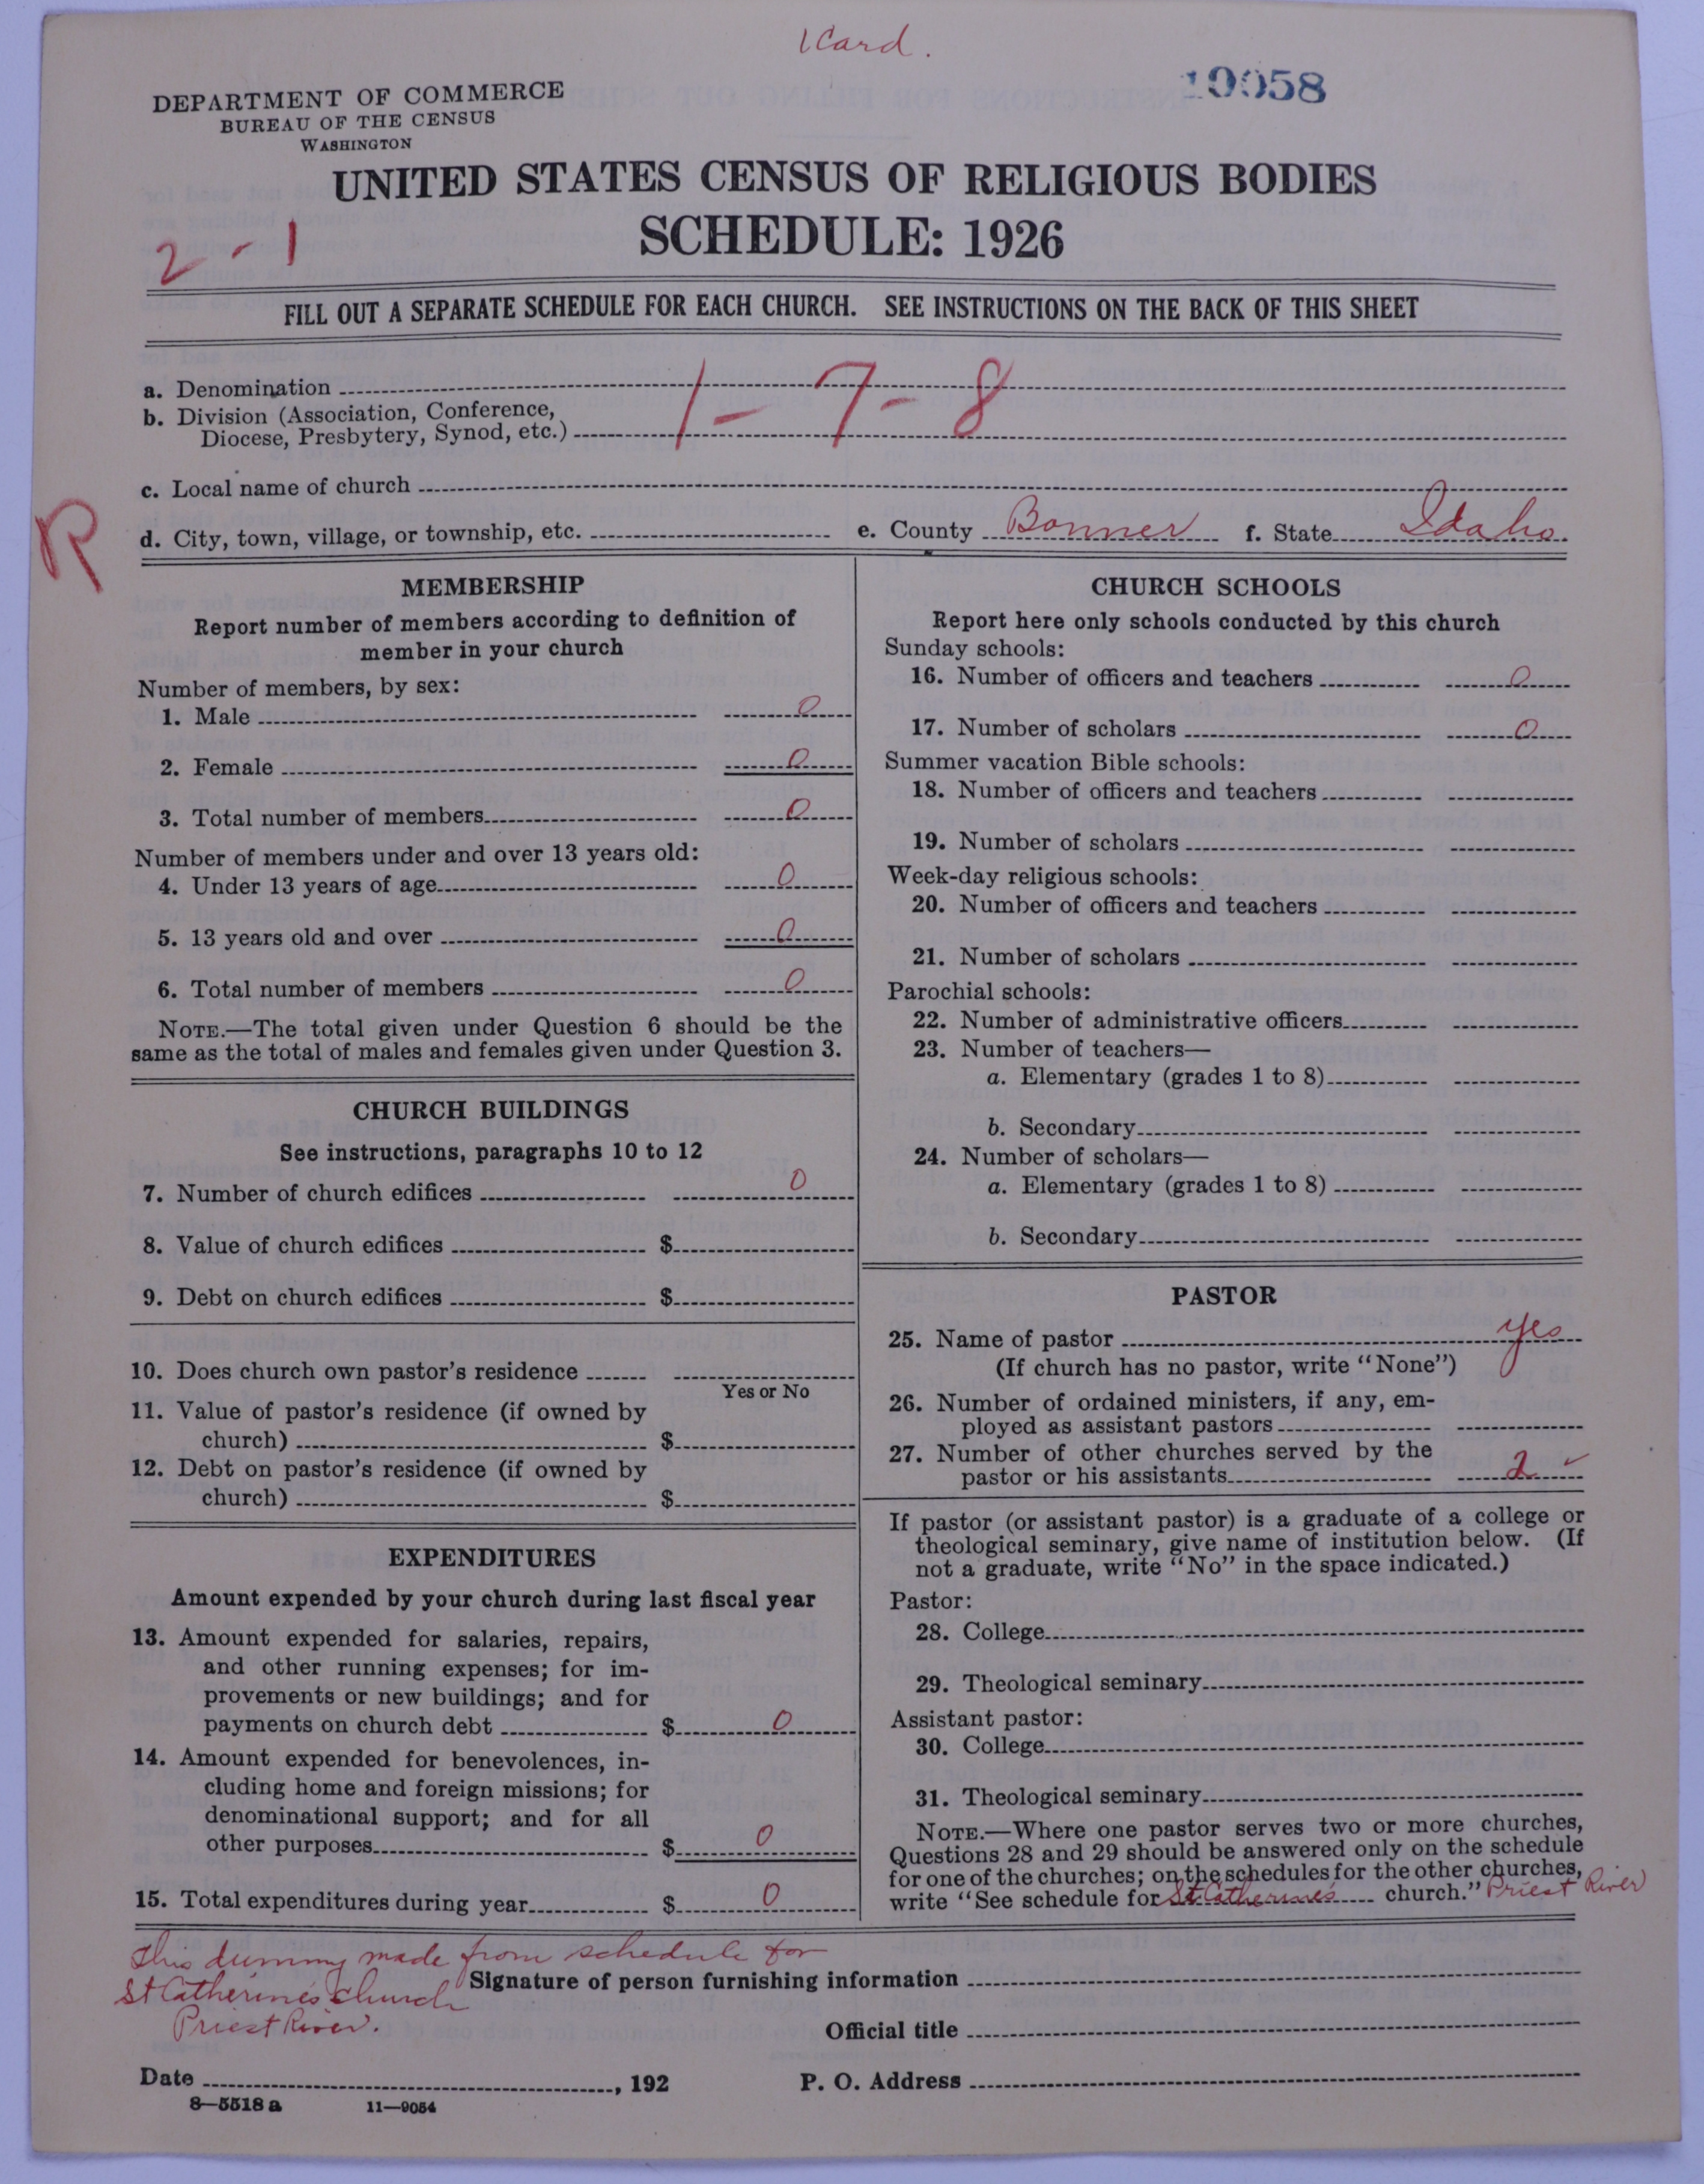 1 Card.
19058
DEPARTMENT OF COMMERCE
BUREAU OF THE CENSUS
WASHINGTON
UNITED STATES CENSUS OF RELIGIOUS BODIES
SCHEDULE: 1926
2-1
FILL OUT A SEPARATE SCHEDULE FOR EACH CHURCH. SEE INSTRUCTIONS ON THE BACK OF THIS SHEET
a. Denomination
1-7-8
b. Division (Association, Conference,
Diocese, Presbytery, Synod, etc.)
c. Local name of church
R
d. City, town, village, or township, etc. e. County Bonner f. State Idaho.
MEMBERSHIP
Report number of members according to definition of
member in your church
Number of members, by sex:
1. Male 0
2. Female 0
3. Total number of members 0
Number of members under and over 13 years old:
4. Under 13 years of age 0
5. 13 years old and over 0
6. Total number of members 0
NOTE.—The total given under Question 6 should be the
same as the total of males and females given under Question 3.
CHURCH BUILDINGS
See instructions, paragraphs 10 to 12
7. Number of church edifices 0
8. Value of church edifices $
9. Debt on church edifices $
10. Does church own pastor's residence
Yes or No
11. Value of pastor's residence (if owned by
church) $
12. Debt on pastor's residence (if owned by
church) $
EXPENDITURES
Amount expended by your church during last fiscal year
13. Amount expended for salaries, repairs,
and other running expenses; for im-
provements or new buildings; and for
payments on church debt $ 0
14. Amount expended for benevolences, in-
cluding home and foreign missions; for
denominational support; and for all
other purposes $ 0
15. Total expenditures during year $ 0
CHURCH SCHOOLS
Report here only schools conducted by this church
Sunday schools:
16. Number of officers and teachers 0
17. Number of scholars 0
Summer vacation Bible schools:
18. Number of officers and teachers
19. Number of scholars
Week-day religious schools:
20. Number of officers and teachers
21. Number of scholars
Parochial schools:
22. Number of administrative officers
23. Number of teachers—
a. Elementary (grades 1 to 8)
b. Secondary
24. Number of scholars—
a. Elementary (grades 1 to 8)
b. Secondary
PASTOR
25. Name of pastor yes
(If church has no pastor, write "None")
26. Number of ordained ministers, if any, em-
ployed as assistant pastors
27. Number of other churches served by the
pastor or his assistants 2 ✓
If pastor (or assistant pastor) is a graduate of a college or
theological seminary, give name of institution below. (If
not a graduate, write "No" in the space indicated.)
Pastor:
28. College
29. Theological seminary
Assistant pastor:
30. College
31. Theological seminary
NOTE.—Where one pastor serves two or more churches,
Questions 28 and 29 should be answered only on the schedule
for one of the churches; on the schedules for the other churches,
write "See schedule for St Catherine's church." Priest River
This dummy made from schedule for
St Catherine's Church
Priest River.
Signature of person furnishing information
Official title
Date , 192 P. O. Address
8—5518 a 11—9054